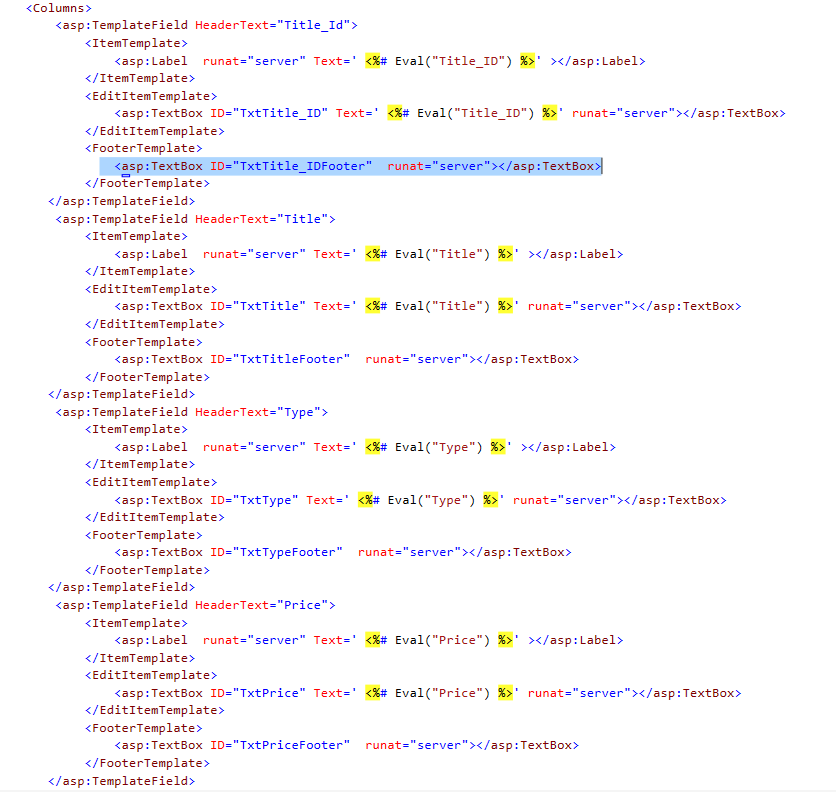 <Columns>
<asp:TemplateField HeaderText="Title_Id">
<ItemTemplate>
<asp:Label  runat="server" Text=' <%# Eval("Title_ID") %>' ></asp:Label>
</ItemTemplate>
<EditItemTemplate>
<asp:TextBox ID="TxtTitle_ID" Text=' <%# Eval("Title_ID") %>' runat="server"></asp:TextBox>
</EditItemTemplate>
<FooterTemplate>
<asp:TextBox ID="TxtTitle_IDFooter"  runat="server"></asp:TextBox>
</FooterTemplate>
</asp:TemplateField>
<asp:TemplateField HeaderText="Title">
<ItemTemplate>
<asp:Label  runat="server" Text=' <%# Eval("Title") %>' ></asp:Label>
</ItemTemplate>
<EditItemTemplate>
<asp:TextBox ID="TxtTitle" Text=' <%# Eval("Title") %>' runat="server"></asp:TextBox>
</EditItemTemplate>
<FooterTemplate>
<asp:TextBox ID="TxtTitleFooter"  runat="server"></asp:TextBox>
</FooterTemplate>
</asp:TemplateField>
<asp:TemplateField HeaderText="Type">
<ItemTemplate>
<asp:Label  runat="server" Text=' <%# Eval("Type") %>' ></asp:Label>
</ItemTemplate>
<EditItemTemplate>
<asp:TextBox ID="TxtType" Text=' <%# Eval("Type") %>' runat="server"></asp:TextBox>
</EditItemTemplate>
<FooterTemplate>
<asp:TextBox ID="TxtTypeFooter"  runat="server"></asp:TextBox>
</FooterTemplate>
</asp:TemplateField>
<asp:TemplateField HeaderText="Price">
<ItemTemplate>
<asp:Label  runat="server" Text=' <%# Eval("Price") %>' ></asp:Label>
</ItemTemplate>
<EditItemTemplate>
<asp:TextBox ID="TxtPrice" Text=' <%# Eval("Price") %>' runat="server"></asp:TextBox>
</EditItemTemplate>
<FooterTemplate>
<asp:TextBox ID="TxtPriceFooter"  runat="server"></asp:TextBox>
</FooterTemplate>
</asp:TemplateField>